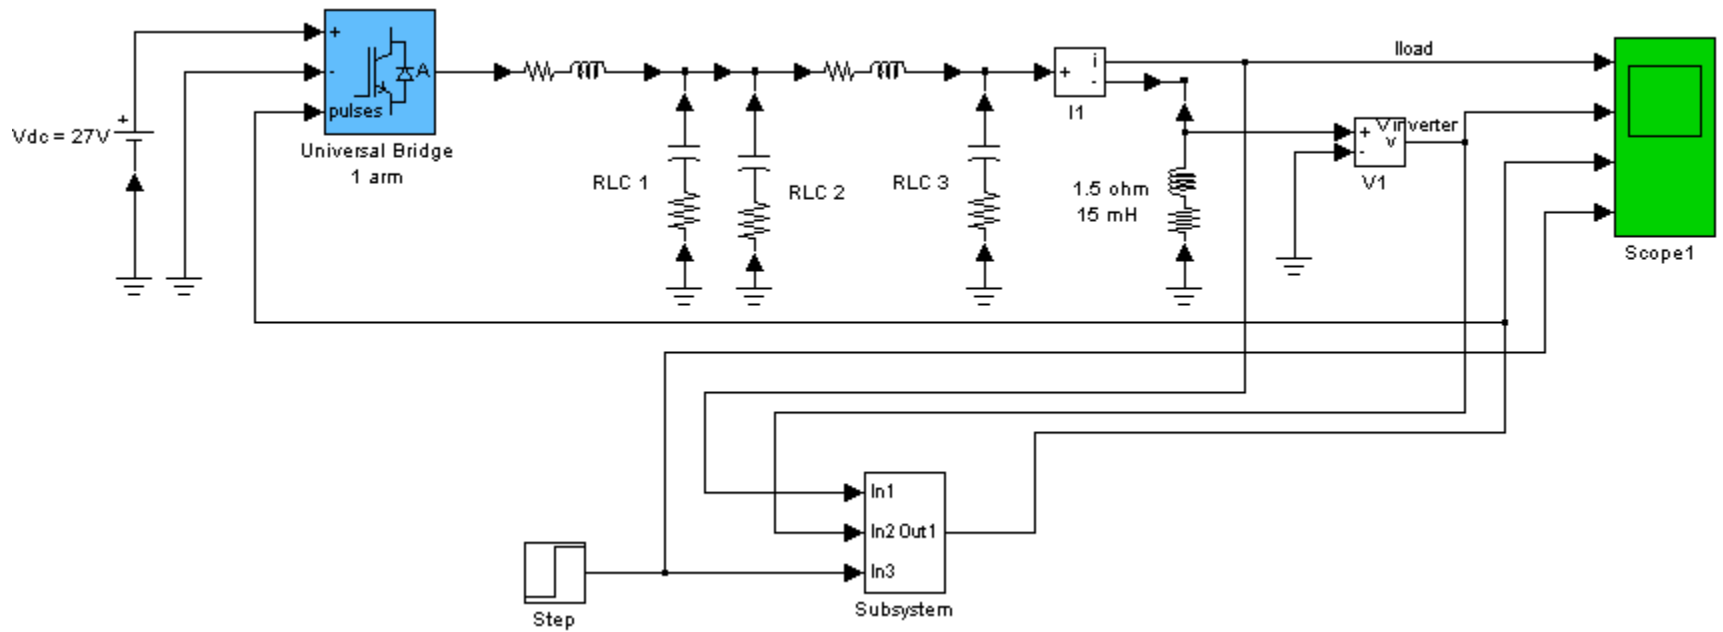 Iload
+
-
A
pulses
Universal Bridge
1 arm
+
Vdc = 27V
RLC 1
RLC 2
RLC 3
+
i
-
I1
1.5 ohm
15 mH
+
-
Vinverter
v
V1
Scope1
In1
In2 Out1
In3
Subsystem
Step